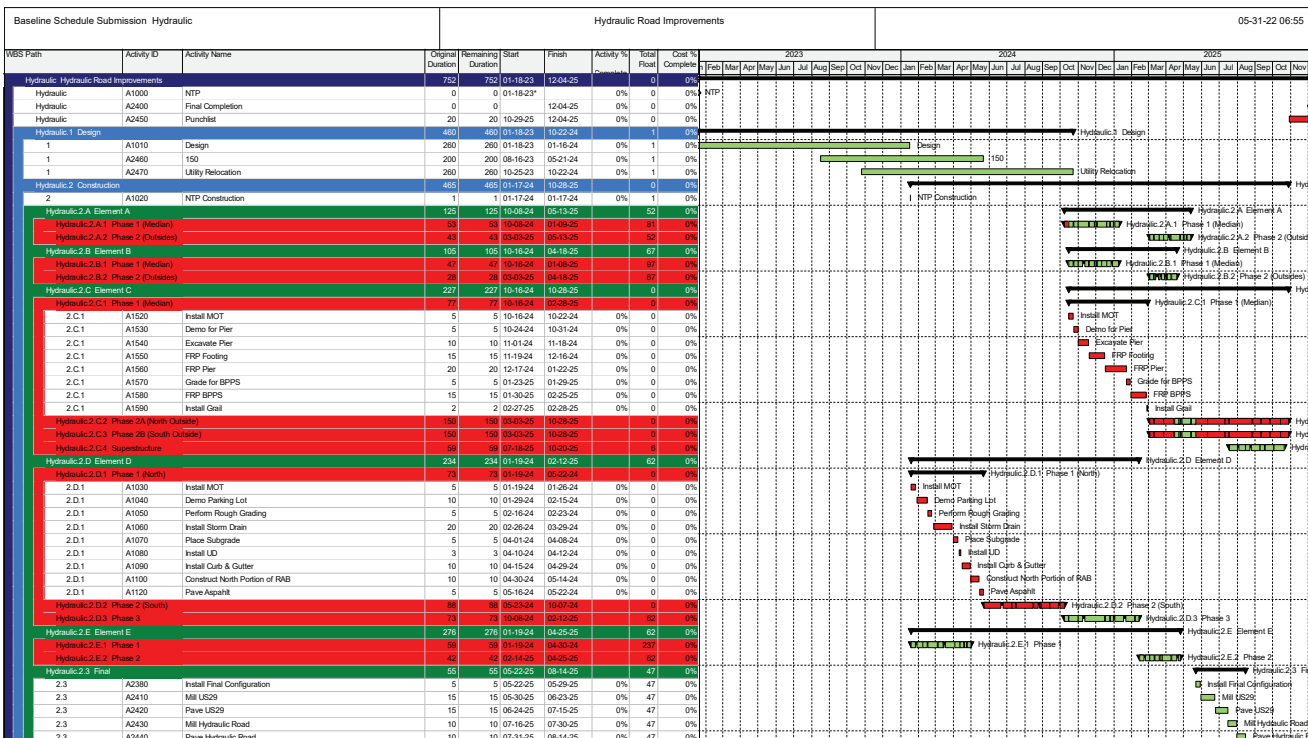 Baseline Schedule Submission Hydraulic
Hydraulic Road Improvements
05-31-22 06:55
WBS Path Activity ID Activity Name Original Duration Remaining Duration Start Finish Activity % Total Float Cost % Complete
2023 2024 2025
Feb Mar Apr May Jun Jul Aug Sep Oct Nov Dec Jan Feb Mar Apr May Jun Jul Aug Sep Oct Nov Dec Jan Feb Mar Apr May Jun Jul Aug Sep Oct Nov
Hydraulic Hydraulic Road Improvements 752 752 01-18-23 12-04-25 0 0%
Hydraulic A1000 NTP 0 0 01-18-23* 0% 0 0% NTP
Hydraulic A2400 Final Completion 0 0 12-04-25 0% 0 0%
Hydraulic A2450 Punchlist 20 20 10-29-25 12-04-25 0% 0 0%
Hydraulic.1 Design 460 460 01-18-23 10-22-24 1 0% Hydraulic.1 Design
1 A1010 Design 260 260 01-18-23 01-16-24 0% 1 0% Design
1 A2460 150 200 200 08-16-23 05-21-24 0% 1 0% 150
1 A2470 Utility Relocation 260 260 10-25-23 10-22-24 0% 1 0% Utility Relocation
Hydraulic.2 Construction 465 465 01-17-24 10-28-25 0 0% Hyd
2 A1020 NTP Construction 1 1 01-17-24 01-17-24 0% 1 0% NTP Construction
Hydraulic.2.A Element A 125 125 10-08-24 05-13-25 52 0% Hydraulic.2.A Element A
Hydraulic.2.A.1 Phase 1 (Median) 53 53 10-08-24 01-09-25 81 0% Hydraulic.2.A.1 Phase 1 (Median)
Hydraulic.2.A.2 Phase 2 (Outsides) 43 43 03-03-25 05-13-25 52 0% Hydraulic.2.A.2 Phase 2 (Outsid
Hydraulic.2.B Element B 105 105 10-16-24 04-18-25 67 0% Hydraulic.2.B Element B
Hydraulic.2.B.1 Phase 1 (Median) 47 47 10-16-24 01-08-25 97 0% Hydraulic.2.B.1 Phase 1 (Median)
Hydraulic.2.B.2 Phase 2 (Outsides) 28 28 03-03-25 04-18-25 67 0% Hydraulic.2.B.2 Phase 2 (Outsides)
Hydraulic.2.C Element C 227 227 10-16-24 10-28-25 0 0% Hyd
Hydraulic.2.C.1 Phase 1 (Median) 77 77 10-16-24 02-28-25 0 0% Hydraulic.2.C.1 Phase 1 (Median)
2.C.1 A1520 Install MOT 5 5 10-16-24 10-22-24 0% 0 0% Install MOT
2.C.1 A1530 Demo for Pier 5 5 10-24-24 10-31-24 0% 0 0% Demo for Pier
2.C.1 A1540 Excavate Pier 10 10 11-01-24 11-18-24 0% 0 0% Excavate Pier
2.C.1 A1550 FRP Footing 15 15 11-19-24 12-16-24 0% 0 0% FRP Footing
2.C.1 A1560 FRP Pier 20 20 12-17-24 01-22-25 0% 0 0% FRP Pier
2.C.1 A1570 Grade for BPPS 5 5 01-23-25 01-29-25 0% 0 0% Grade for BPPS
2.C.1 A1580 FRP BPPS 15 15 01-30-25 02-25-25 0% 0 0% FRP BPPS
2.C.1 A1590 Install Grail 2 2 02-27-25 02-28-25 0% 0 0% Install Grail
Hydraulic.2.C.2 Phase 2A (North Outside) 150 150 03-03-25 10-28-25 0 0% Hyd
Hydraulic.2.C.3 Phase 2B (South Outside) 150 150 03-03-25 10-28-25 0 0% Hyd
Hydraulic.2.C.4 Superstructure 59 59 07-18-25 10-20-25 6 0% Hydra
Hydraulic.2.D Element D 234 234 01-19-24 02-12-25 62 0% Hydraulic.2.D Element D
Hydraulic.2.D.1 Phase 1 (North) 73 73 01-19-24 05-22-24 0 0% Hydraulic.2.D.1 Phase 1 (North)
2.D.1 A1030 Install MOT 5 5 01-19-24 01-26-24 0% 0 0% Install MOT
2.D.1 A1040 Demo Parking Lot 10 10 01-29-24 02-15-24 0% 0 0% Demo Parking Lot
2.D.1 A1050 Perform Rough Grading 5 5 02-16-24 02-23-24 0% 0 0% Perform Rough Grading
2.D.1 A1060 Install Storm Drain 20 20 02-26-24 03-29-24 0% 0 0% Install Storm Drain
2.D.1 A1070 Place Subgrade 5 5 04-01-24 04-08-24 0% 0 0% Place Subgrade
2.D.1 A1080 Install UD 3 3 04-10-24 04-12-24 0% 0 0% Install UD
2.D.1 A1090 Install Curb & Gutter 10 10 04-15-24 04-29-24 0% 0 0% Install Curb & Gutter
2.D.1 A1100 Construct North Portion of RAB 10 10 04-30-24 05-14-24 0% 0 0% Construct North Portion of RAB
2.D.1 A1120 Pave Aspahlt 5 5 05-16-24 05-22-24 0% 0 0% Pave Aspahlt
Hydraulic.2.D.2 Phase 2 (South) 88 88 05-23-24 10-07-24 0 0% Hydraulic.2.D.2 Phase 2 (South)
Hydraulic.2.D.3 Phase 3 73 73 10-08-24 02-12-25 62 0% Hydraulic.2.D.3 Phase 3
Hydraulic.2.E Element E 276 276 01-19-24 04-25-25 62 0% Hydraulic.2.E Element E
Hydraulic.2.E.1 Phase 1 59 59 01-19-24 04-30-24 237 0% Hydraulic.2.E.1 Phase 1
Hydraulic.2.E.2 Phase 2 42 42 02-14-25 04-25-25 62 0% Hydraulic.2.E.2 Phase 2
Hydraulic.2.3 Final 55 55 05-22-25 08-14-25 47 0% Hydraulic.2.3 Fi
2.3 A2380 Install Final Configuration 5 5 05-22-25 05-29-25 0% 47 0% Install Final Configuration
2.3 A2410 Mill US29 15 15 05-30-25 06-23-25 0% 47 0% Mill US29
2.3 A2420 Pave US29 15 15 06-24-25 07-15-25 0% 47 0% Pave US29
2.3 A2430 Mill Hydraulic Road 10 10 07-16-25 07-30-25 0% 47 0% Mill Hydraulic Road
2.3 A2440 Pave Hydraulic Road 10 10 07-31-25 08-14-25 0% 47 0% Pave Hydraulic R